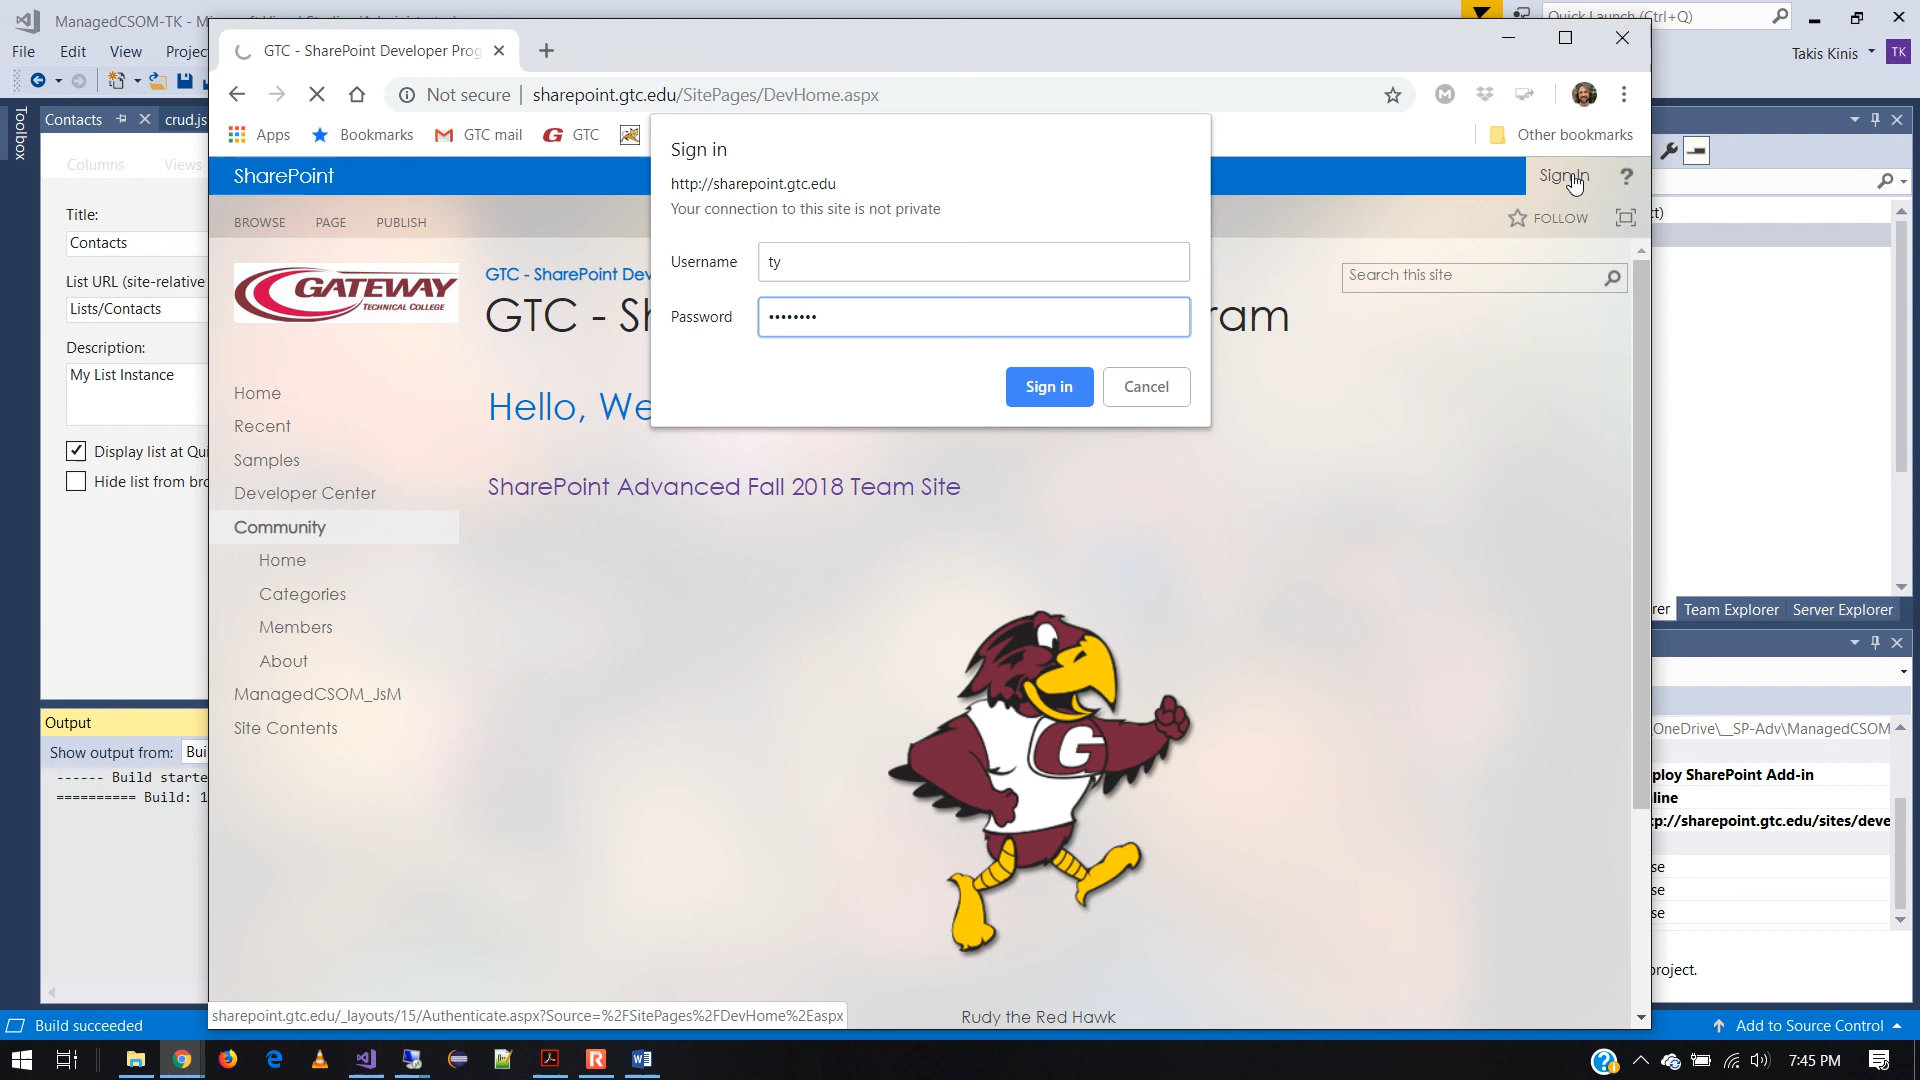 ManagedCSOM-TK - M
Quick Launch (Ctrl+Q)
File Edit View Projec
Takis Kinis TK
GTC - SharePoint Developer Prog
Not secure | sharepoint.gtc.edu/SitePages/DevHome.aspx
Apps Bookmarks GTC mail GTC Other bookmarks
Toolbox
Contacts crud.js
Columns Views
Title:
Contacts
List URL (site-relative
Lists/Contacts
Description:
My List Instance
Display list at Qui
Hide list from bro
Output
Show output from: Bui
------ Build starte
========== Build: 1
Build succeeded
SharePoint
Sign In ?
BROWSE PAGE PUBLISH
FOLLOW
GATEWAY
TECHNICAL COLLEGE
GTC - SharePoint Dev
GTC - Sh
ram
Search this site
Hello, We
SharePoint Advanced Fall 2018 Team Site
Home
Recent
Samples
Developer Center
Community
Home
Categories
Members
About
ManagedCSOM_JsM
Site Contents
G
Rudy the Red Hawk
sharepoint.gtc.edu/_layouts/15/Authenticate.aspx?Source=%2FSitePages%2FDevHome%2Easpx
Sign in
http://sharepoint.gtc.edu
Your connection to this site is not private
Username ty
Password ••••••••
Sign in Cancel
ct)
rer Team Explorer Server Explorer
OneDrive\__SP-Adv\ManagedCSOM
ploy SharePoint Add-in
line
tp://sharepoint.gtc.edu/sites/deve
se
se
se
project.
Add to Source Control
7:45 PM